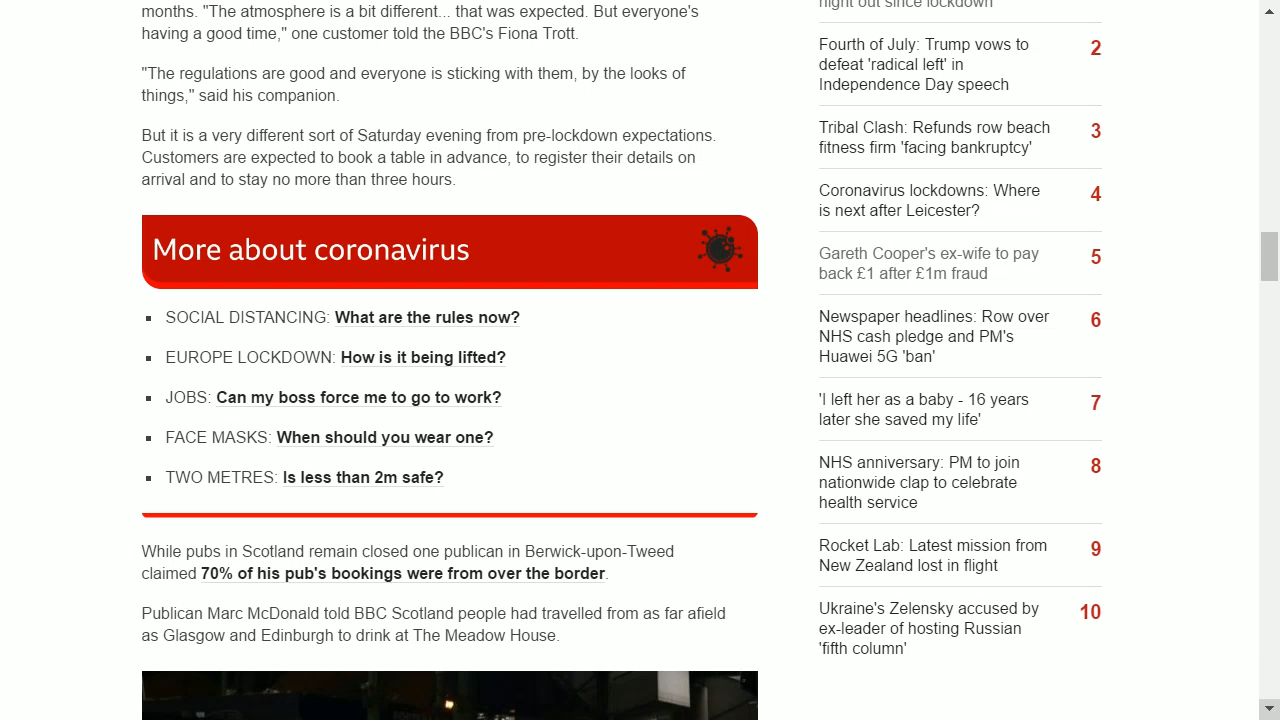 months. "The atmosphere is a bit different... that was expected. But everyone's
having a good time," one customer told the BBC's Fiona Trott.
"The regulations are good and everyone is sticking with them, by the looks of
things," said his companion.
But it is a very different sort of Saturday evening from pre-lockdown expectations.
Customers are expected to book a table in advance, to register their details on
arrival and to stay no more than three hours.
More about coronavirus
SOCIAL DISTANCING: What are the rules now?
EUROPE LOCKDOWN: How is it being lifted?
JOBS: Can my boss force me to go to work?
FACE MASKS: When should you wear one?
TWO METRES: Is less than 2m safe?
While pubs in Scotland remain closed one publican in Berwick-upon-Tweed
claimed 70% of his pub's bookings were from over the border.
Publican Marc McDonald told BBC Scotland people had travelled from as far afield
as Glasgow and Edinburgh to drink at The Meadow House.
night out since lockdown
Fourth of July: Trump vows to
defeat 'radical left' in
Independence Day speech
2
Tribal Clash: Refunds row beach
fitness firm 'facing bankruptcy'
3
Coronavirus lockdowns: Where
is next after Leicester?
4
Gareth Cooper's ex-wife to pay
back £1 after £1m fraud
5
Newspaper headlines: Row over
NHS cash pledge and PM's
Huawei 5G 'ban'
6
'I left her as a baby - 16 years
later she saved my life'
7
NHS anniversary: PM to join
nationwide clap to celebrate
health service
8
Rocket Lab: Latest mission from
New Zealand lost in flight
9
Ukraine's Zelensky accused by
ex-leader of hosting Russian
'fifth column'
10